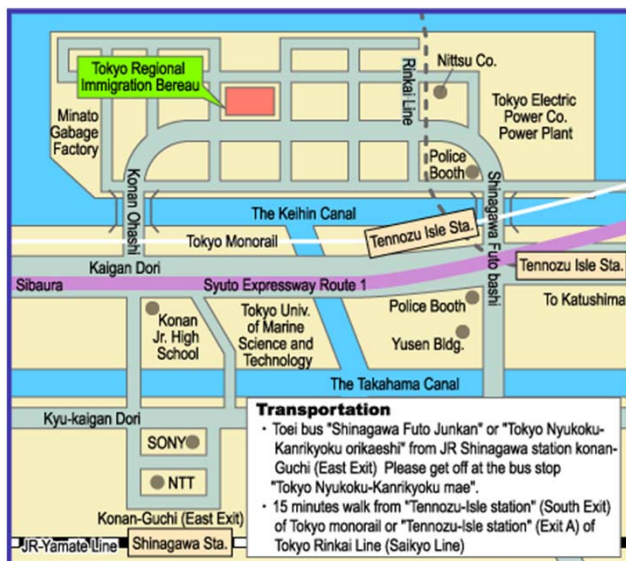 Tokyo Regional
Immigration Bereau
Nittsu Co.
Rinkai Line
Minato
Gabage
Factory
Tokyo Electric
Power Co.
Power Plant
Police
Booth
Konan Ohashi
Shinagawa Futo bashi
The Keihin Canal
Tokyo Monorail
Tennozu Isle Sta.
Kaigan Dori
Tennozu Isle Sta.
Sibaura
Syuto Expressway Route 1
To Katushima
Konan
Jr. High
School
Tokyo Univ.
of Marine
Science and
Technology
Police Booth
Yusen Bldg.
The Takahama Canal
Kyu-kaigan Dori
SONY
NTT
Konan-Guchi (East Exit)
JR-Yamate Line
Shinagawa Sta.
Transportation
· Toei bus "Shinagawa Futo Junkan" or "Tokyo Nyukoku-
Kanrikyoku orikaeshi" from JR Shinagawa station konan-
Guchi (East Exit) Please get off at the bus stop
"Tokyo Nyukoku-Kanrikyoku mae".
· 15 minutes walk from "Tennozu-Isle station" (South Exit)
of Tokyo monorail or "Tennozu-Isle station" (Exit A) of
Tokyo Rinkai Line (Saikyo Line)